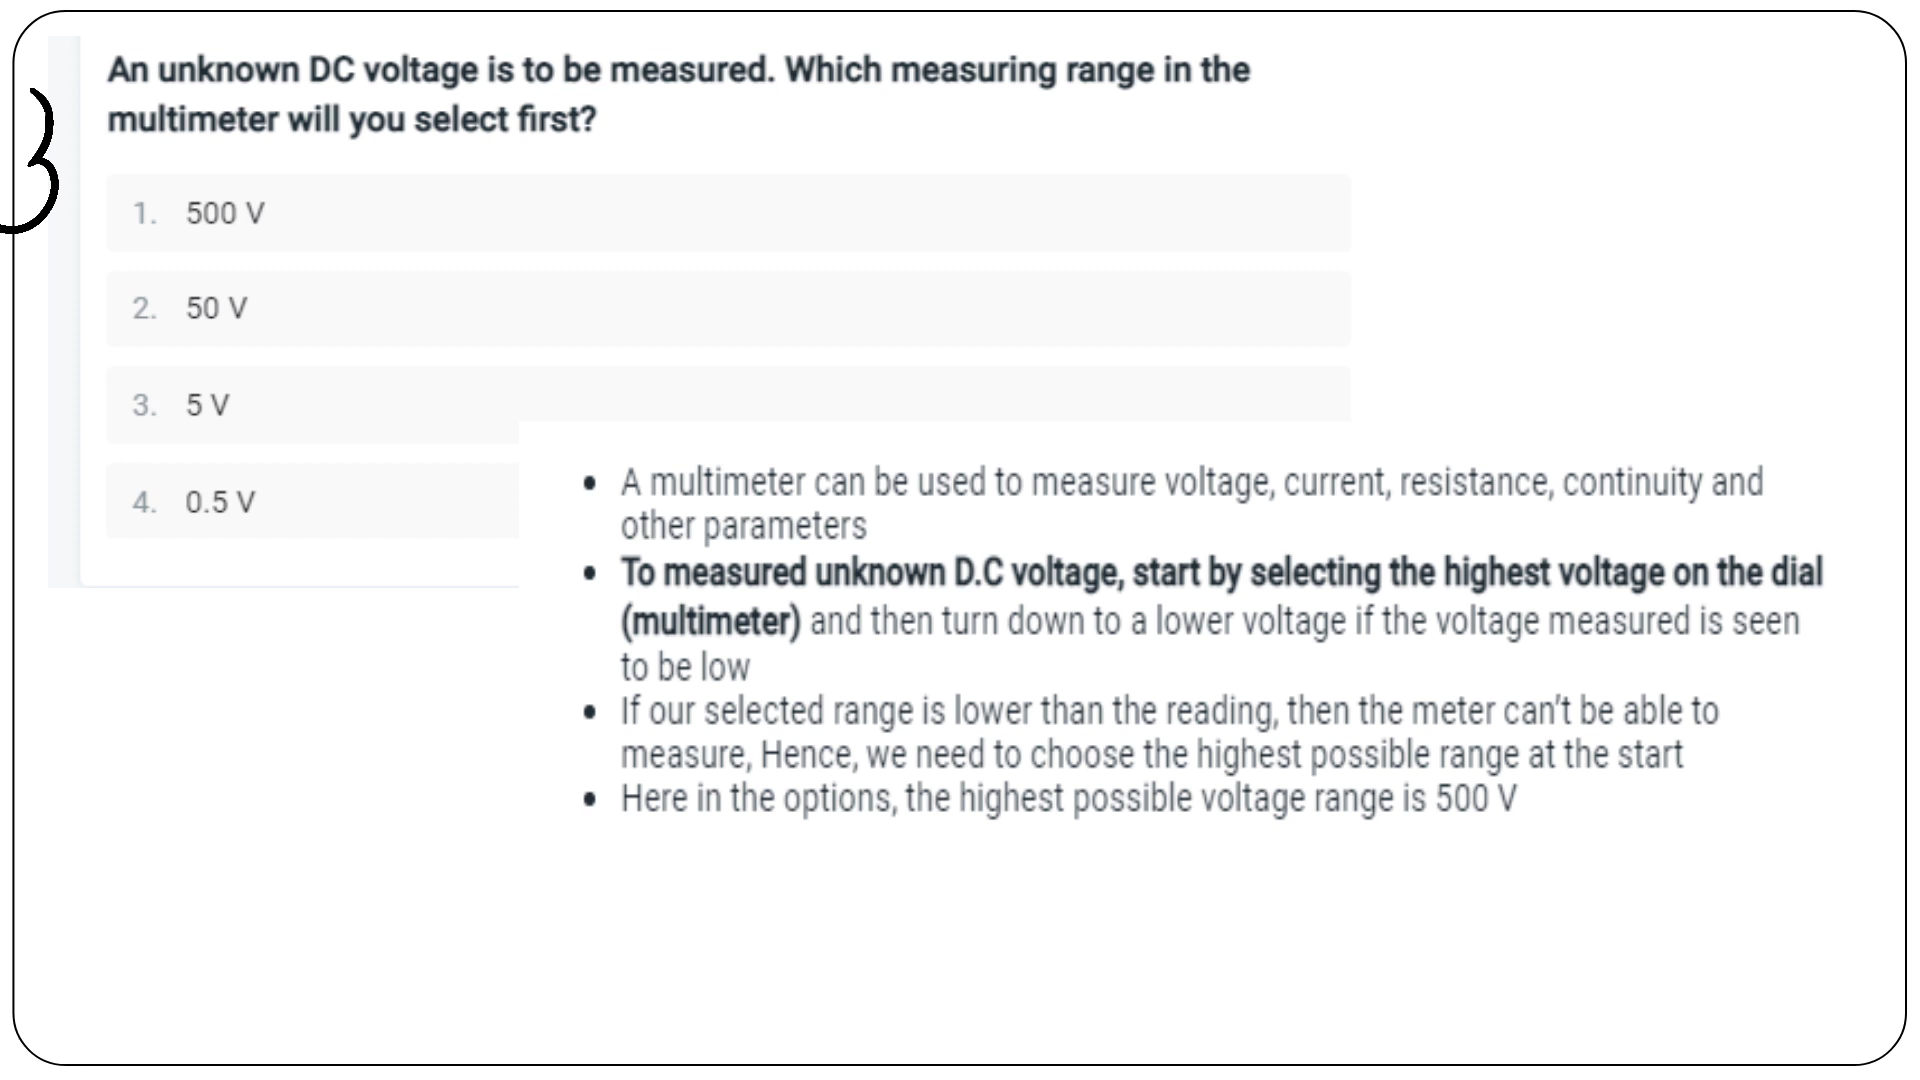 An unknown DC voltage is to be measured. Which measuring range in the
multimeter will you select first?
3
1. 500 V
2. 50 V
3. 5 V
4. 0.5 V
• A multimeter can be used to measure voltage, current, resistance, continuity and
other parameters
• To measured unknown D.C voltage, start by selecting the highest voltage on the dial
(multimeter) and then turn down to a lower voltage if the voltage measured is seen
to be low
• If our selected range is lower than the reading, then the meter can't be able to
measure, Hence, we need to choose the highest possible range at the start
• Here in the options, the highest possible voltage range is 500 V